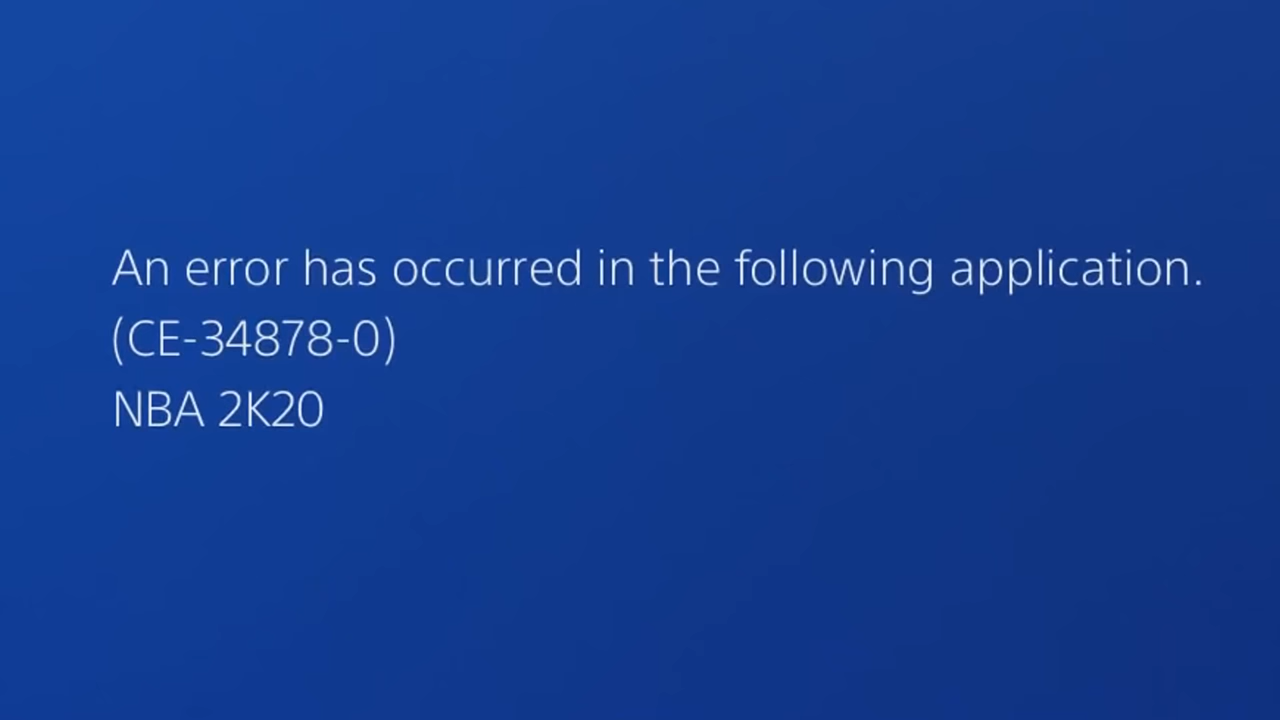 An error has occurred in the following application.
(CE-34878-0)
NBA 2K20